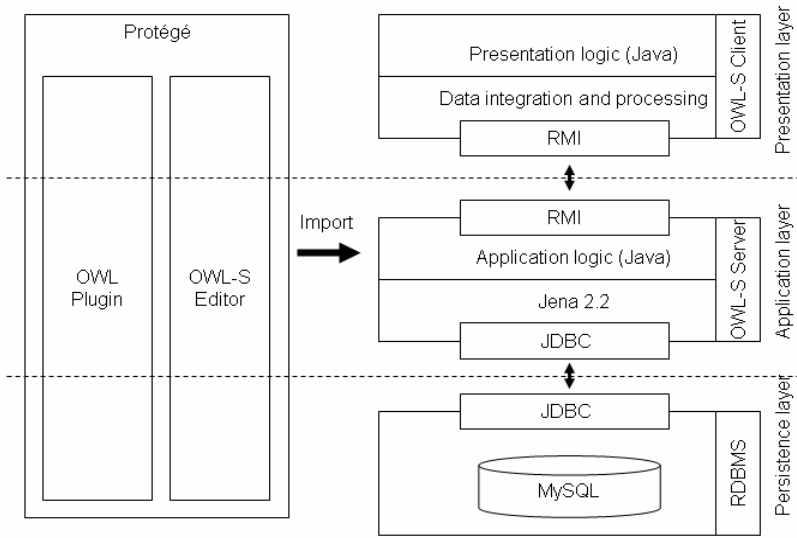 Protégé
OWL
Plugin
OWL-S
Editor
Import
Presentation logic (Java)
Data integration and processing
RMI
OWL-S Client
Presentation layer
RMI
Application logic (Java)
Jena 2.2
JDBC
OWL-S Server
Application layer
JDBC
MySQL
RDBMS
Persistence layer